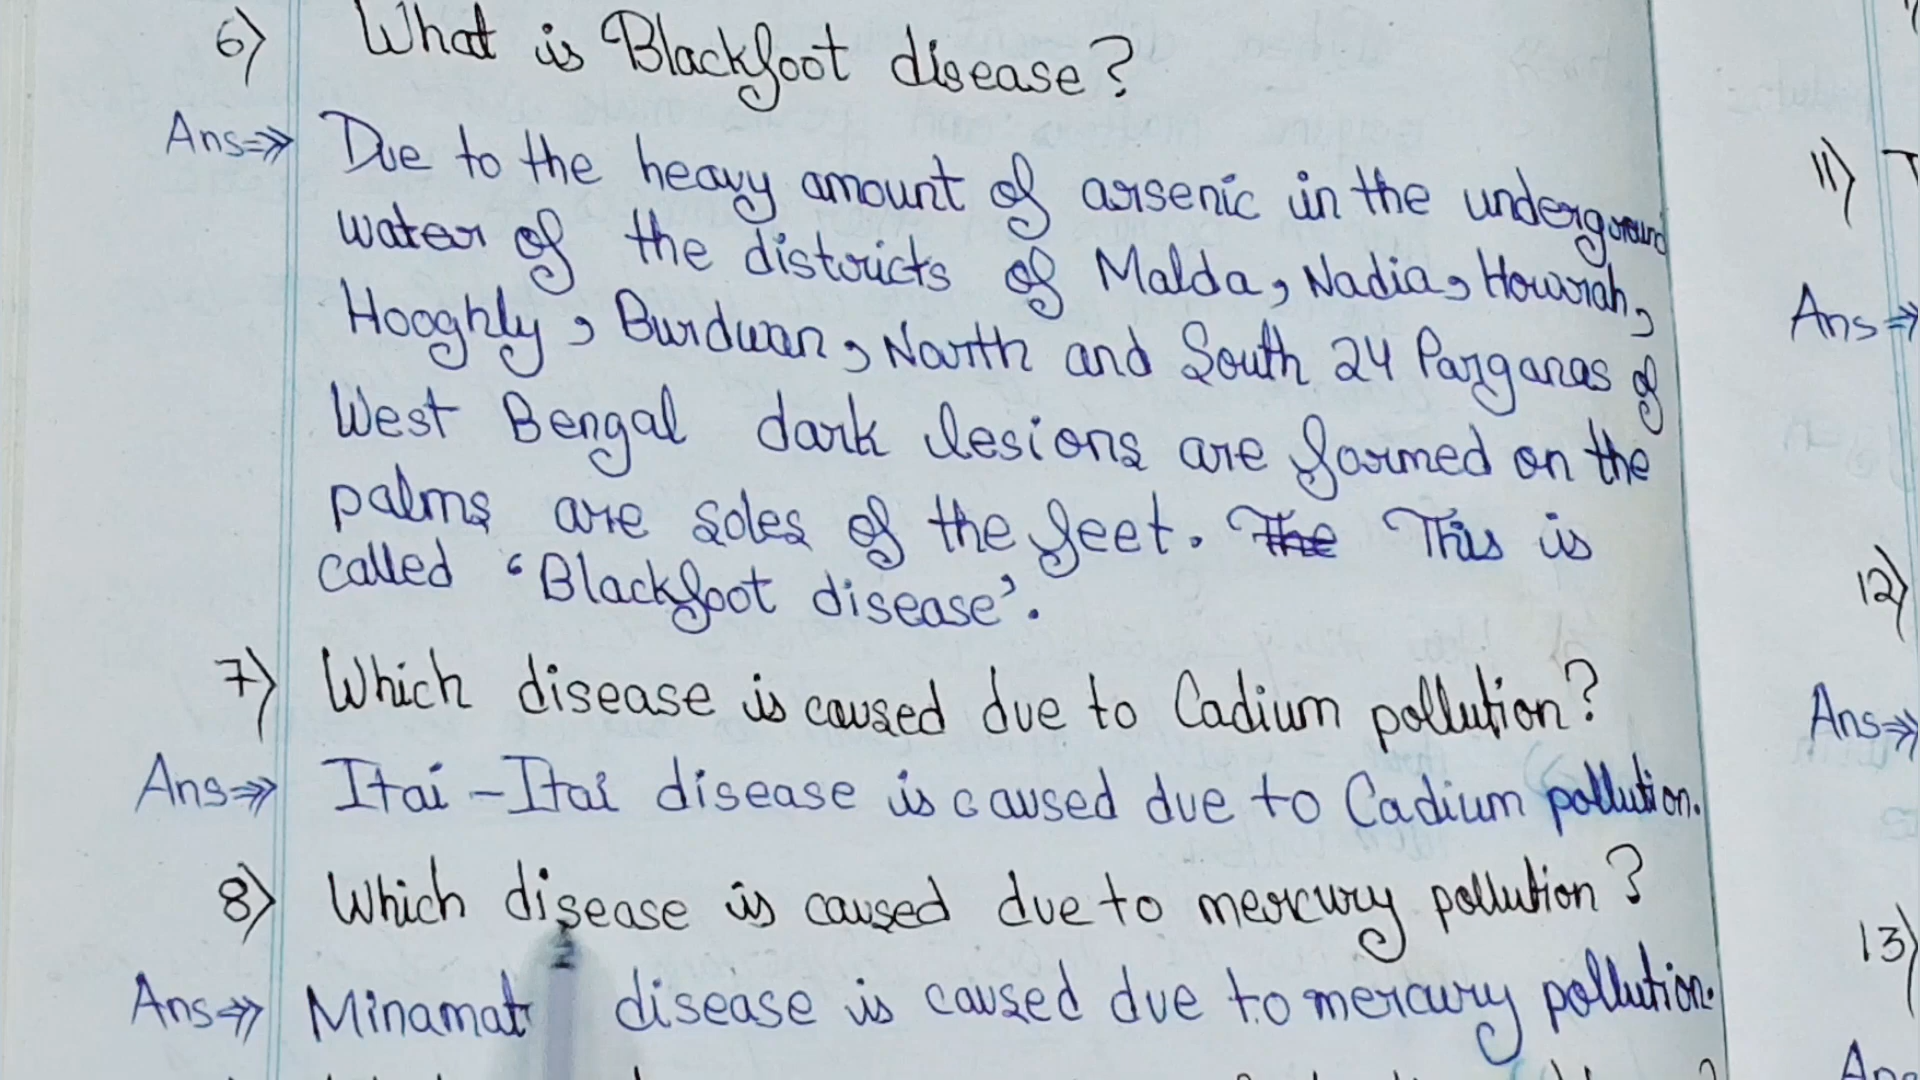 6) What is Blackfoot disease?
Ans⇒ Due to the heavy amount of arsenic in the underground
water of the districts of Malda, Nadia, Howrah,
Hooghly, Burdwan, North and South 24 Parganas of
West Bengal dark lesions are formed on the
palms are soles of the feet. The This is
called 'Blackfoot disease'.
7) Which disease is caused due to Cadium pollution?
Ans⇒ Itai-Itai disease is caused due to Cadium pollution.
8) Which disease is caused due to mercury pollution?
Ans⇒ Minamat disease is caused due to mercury pollution.
11)
Ans⇒
12)
Ans⇒
13)